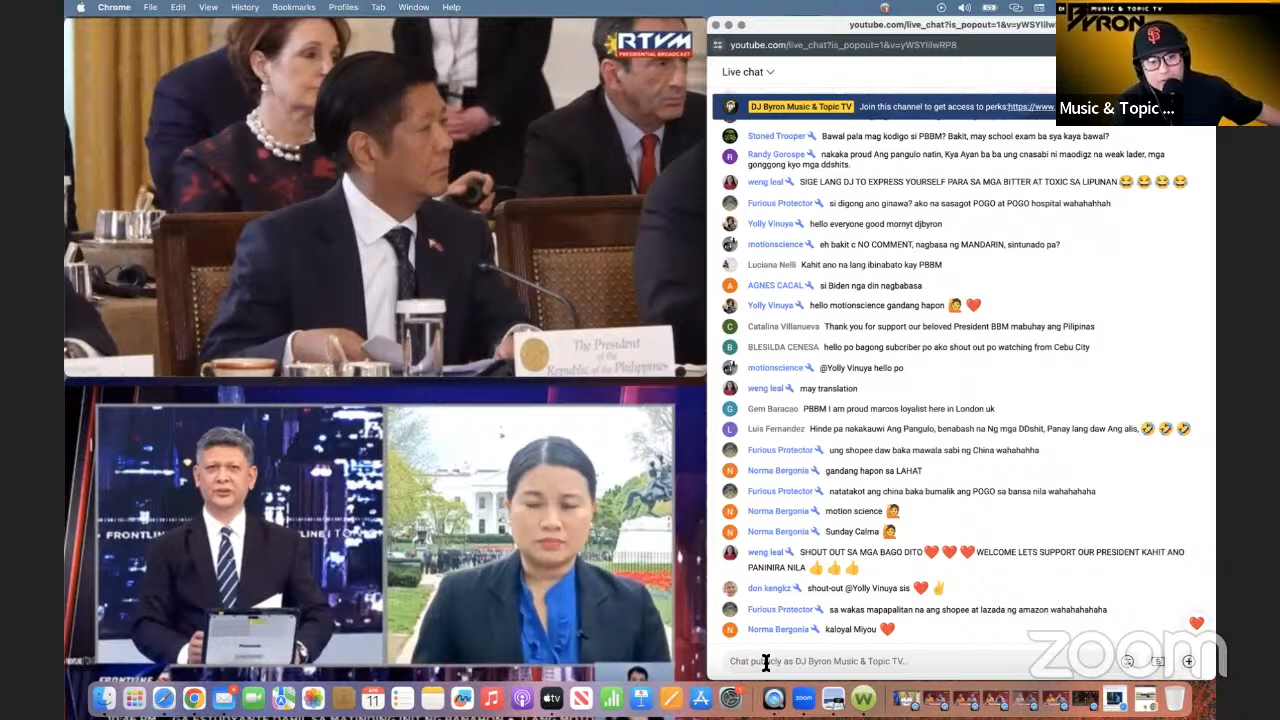 Chrome File Edit View History Bookmarks Profiles Tab Window Help
RTVM
PRESIDENTIAL BROADCAST
The President
of the
Republic of the Philippines
youtube.com/live_chat?is_popout=1&v=yWSYIilwRP8
MUSIC & TOPIC TV
BYRON
Music & Topic ...
youtube.com/live_chat?is_popout=1&v=yWSYIilwRP8
Live chat
DJ Byron Music & Topic TV Join this channel to get access to perks:https://www.
Stoned Trooper Bawal pala mag kodigo si PBBM? Bakit, may school exam ba sya kaya bawal?
Randy Gorospe nakaka proud Ang pangulo natin, Kya Ayan ba ba ung cnasabi ni maodigz na weak lader, mga
gonggong kyo mga ddshits.
weng leal SIGE LANG DJ TO EXPRESS YOURSELF PARA SA MGA BITTER AT TOXIC SA LIPUNAN 😂 😂 😂 😂
Furious Protector si digong ano ginawa? ako na sasagot POGO at POGO hospital wahahahhah
Yolly Vinuya hello everyone good mornyt djbyron
motionscience eh bakit c NO COMMENT, nagbasa ng MANDARIN, sintunado pa?
Luciana Nelli Kahit ano na lang ibinabato kay PBBM
AGNES CACAL si Biden nga din nagbabasa
Yolly Vinuya hello motionscience gandang hapon 🙋 ❤️
Catalina Villanueva Thank you for support our beloved President BBM mabuhay ang Pilipinas
BLESILDA CENESA hello po bagong subcriber po ako shout out po watching from Cebu City
motionscience @Yolly Vinuya hello po
weng leal may translation
Gem Baracao PBBM I am proud marcos loyalist here in London uk
Luis Fernandez Hinde pa nakakauwi Ang Pangulo, benabash na Ng mga DDshit, Panay lang daw Ang alis, 🤣 🤣 🤣
Furious Protector ung shopee daw baka mawala sabi ng China wahahahha
Norma Bergonia gandang hapon sa LAHAT
Furious Protector natatakot ang china baka bumalik ang POGO sa bansa nila wahahahaha
Norma Bergonia motion science 🙋
Norma Bergonia Sunday Calma 🙋
weng leal SHOUT OUT SA MGA BAGO DITO ❤️ ❤️ ❤️ WELCOME LETS SUPPORT OUR PRESIDENT KAHIT ANO
PANINIRA NILA 👍 👍 👍
don kengkz shout-out @Yolly Vinuya sis ❤️ ✌️
Furious Protector sa wakas mapapalitan na ang shopee at lazada ng amazon wahahahahaha
Norma Bergonia kaloyal Miyou ❤️
Chat publicly as DJ Byron Music & Topic TV...
zoom
Panasonic
APR
11
zoom